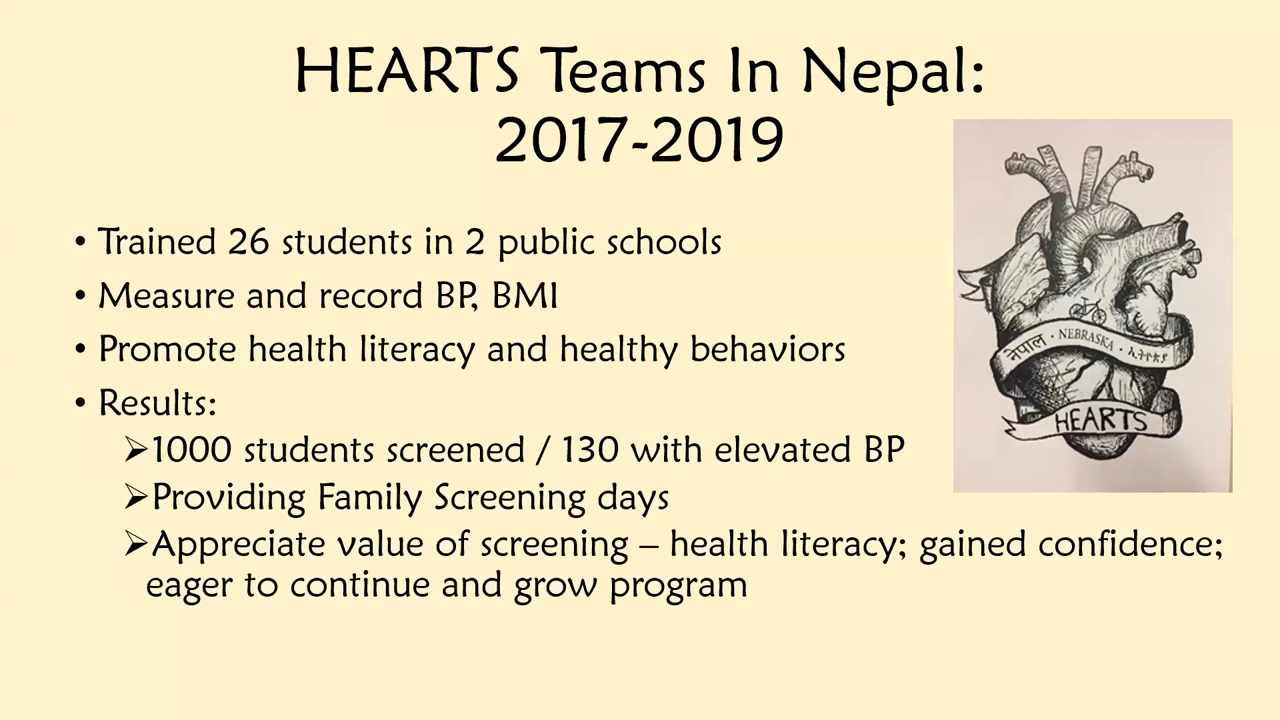 HEARTS Teams In Nepal:
2017-2019
• Trained 26 students in 2 public schools
• Measure and record BP, BMI
• Promote health literacy and healthy behaviors
• Results:
➢1000 students screened / 130 with elevated BP
➢Providing Family Screening days
➢Appreciate value of screening – health literacy; gained confidence;
eager to continue and grow program
नेपाल · NEBRASKA · ኢትዮጵያ
HEARTS